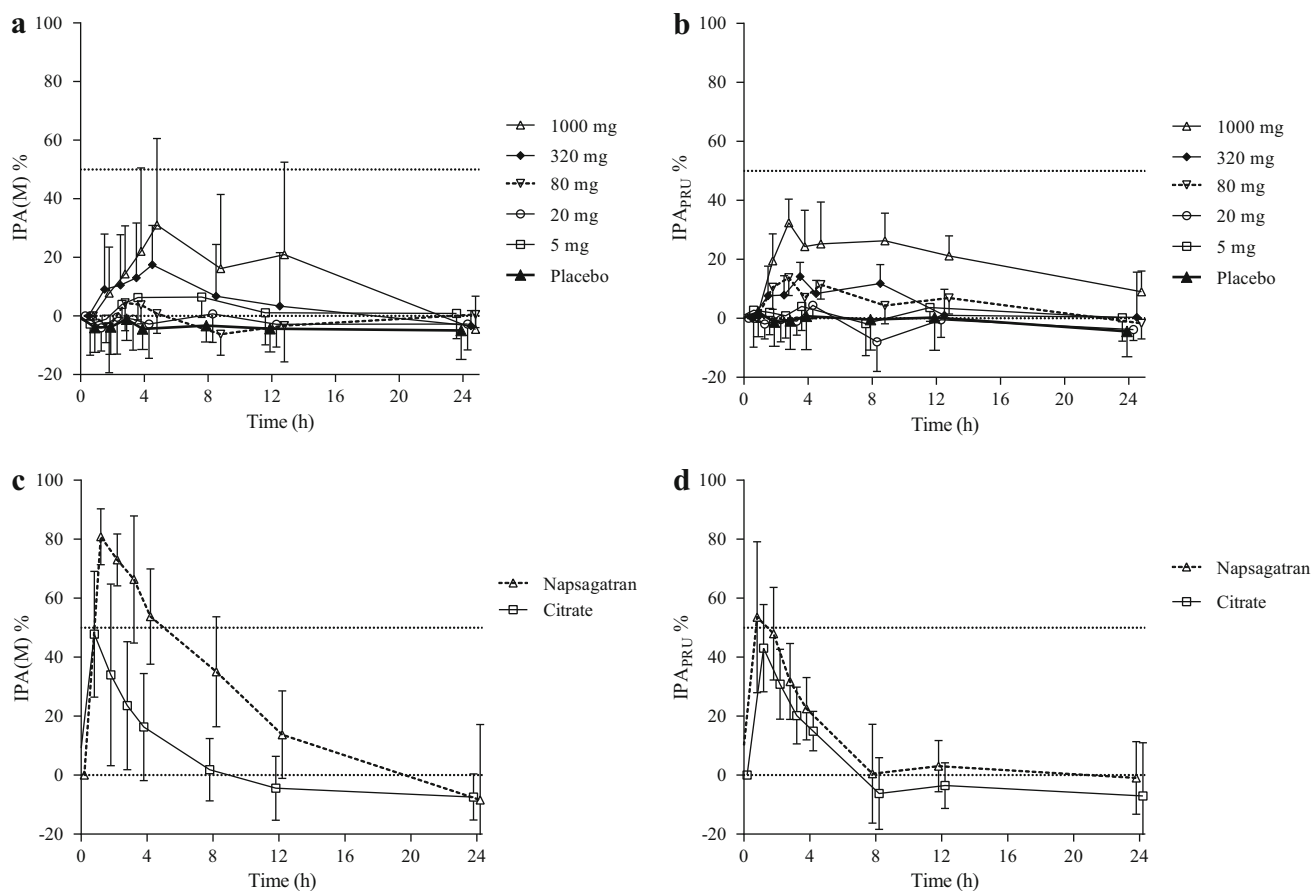 a
100
80
60
40
20
0
-20
IPA(M) %
0 4 8 12 16 20 24
Time (h)
1000 mg
320 mg
80 mg
20 mg
5 mg
Placebo
b
100
80
60
40
20
0
-20
IPAPRU %
0 4 8 12 16 20 24
Time (h)
1000 mg
320 mg
80 mg
20 mg
5 mg
Placebo
c
100
80
60
40
20
0
-20
IPA(M) %
0 4 8 12 16 20 24
Time (h)
Napsagatran
Citrate
d
100
80
60
40
20
0
-20
IPAPRU %
0 4 8 12 16 20 24
Time (h)
Napsagatran
Citrate